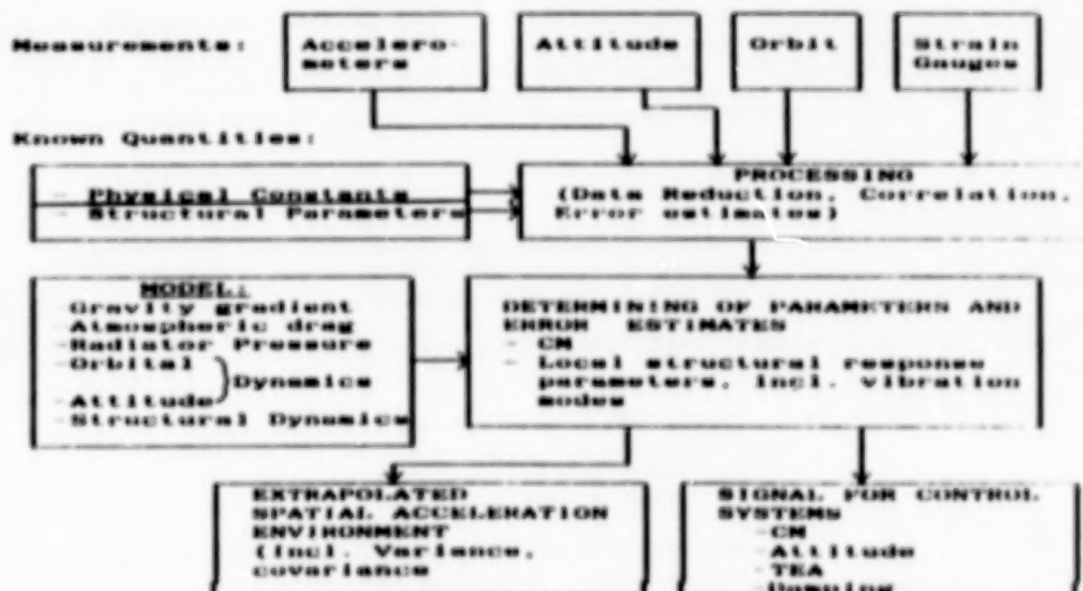 Measurements:
Accelero-
meters
Attitude
Orbit
Strain
Gauges
Known Quantities:
- Physical Constants
- Structural Parameters
PROCESSING
(Data Reduction, Correlation,
Error estimates)
MODEL:
-Gravity gradient
-Atmospheric drag
-Radiator Pressure
-Orbital
Dynamics
-Attitude
-Structural Dynamics
DETERMINING OF PARAMETERS AND
ERROR ESTIMATES
- CM
- Local structural response
parameters, incl. vibration
modes
EXTRAPOLATED
SPATIAL ACCELERATION
ENVIRONMENT
(Incl. Variance,
covariance
SIGNAL FOR CONTROL
SYSTEMS
-CM
-Attitude
-TEA
-Damping